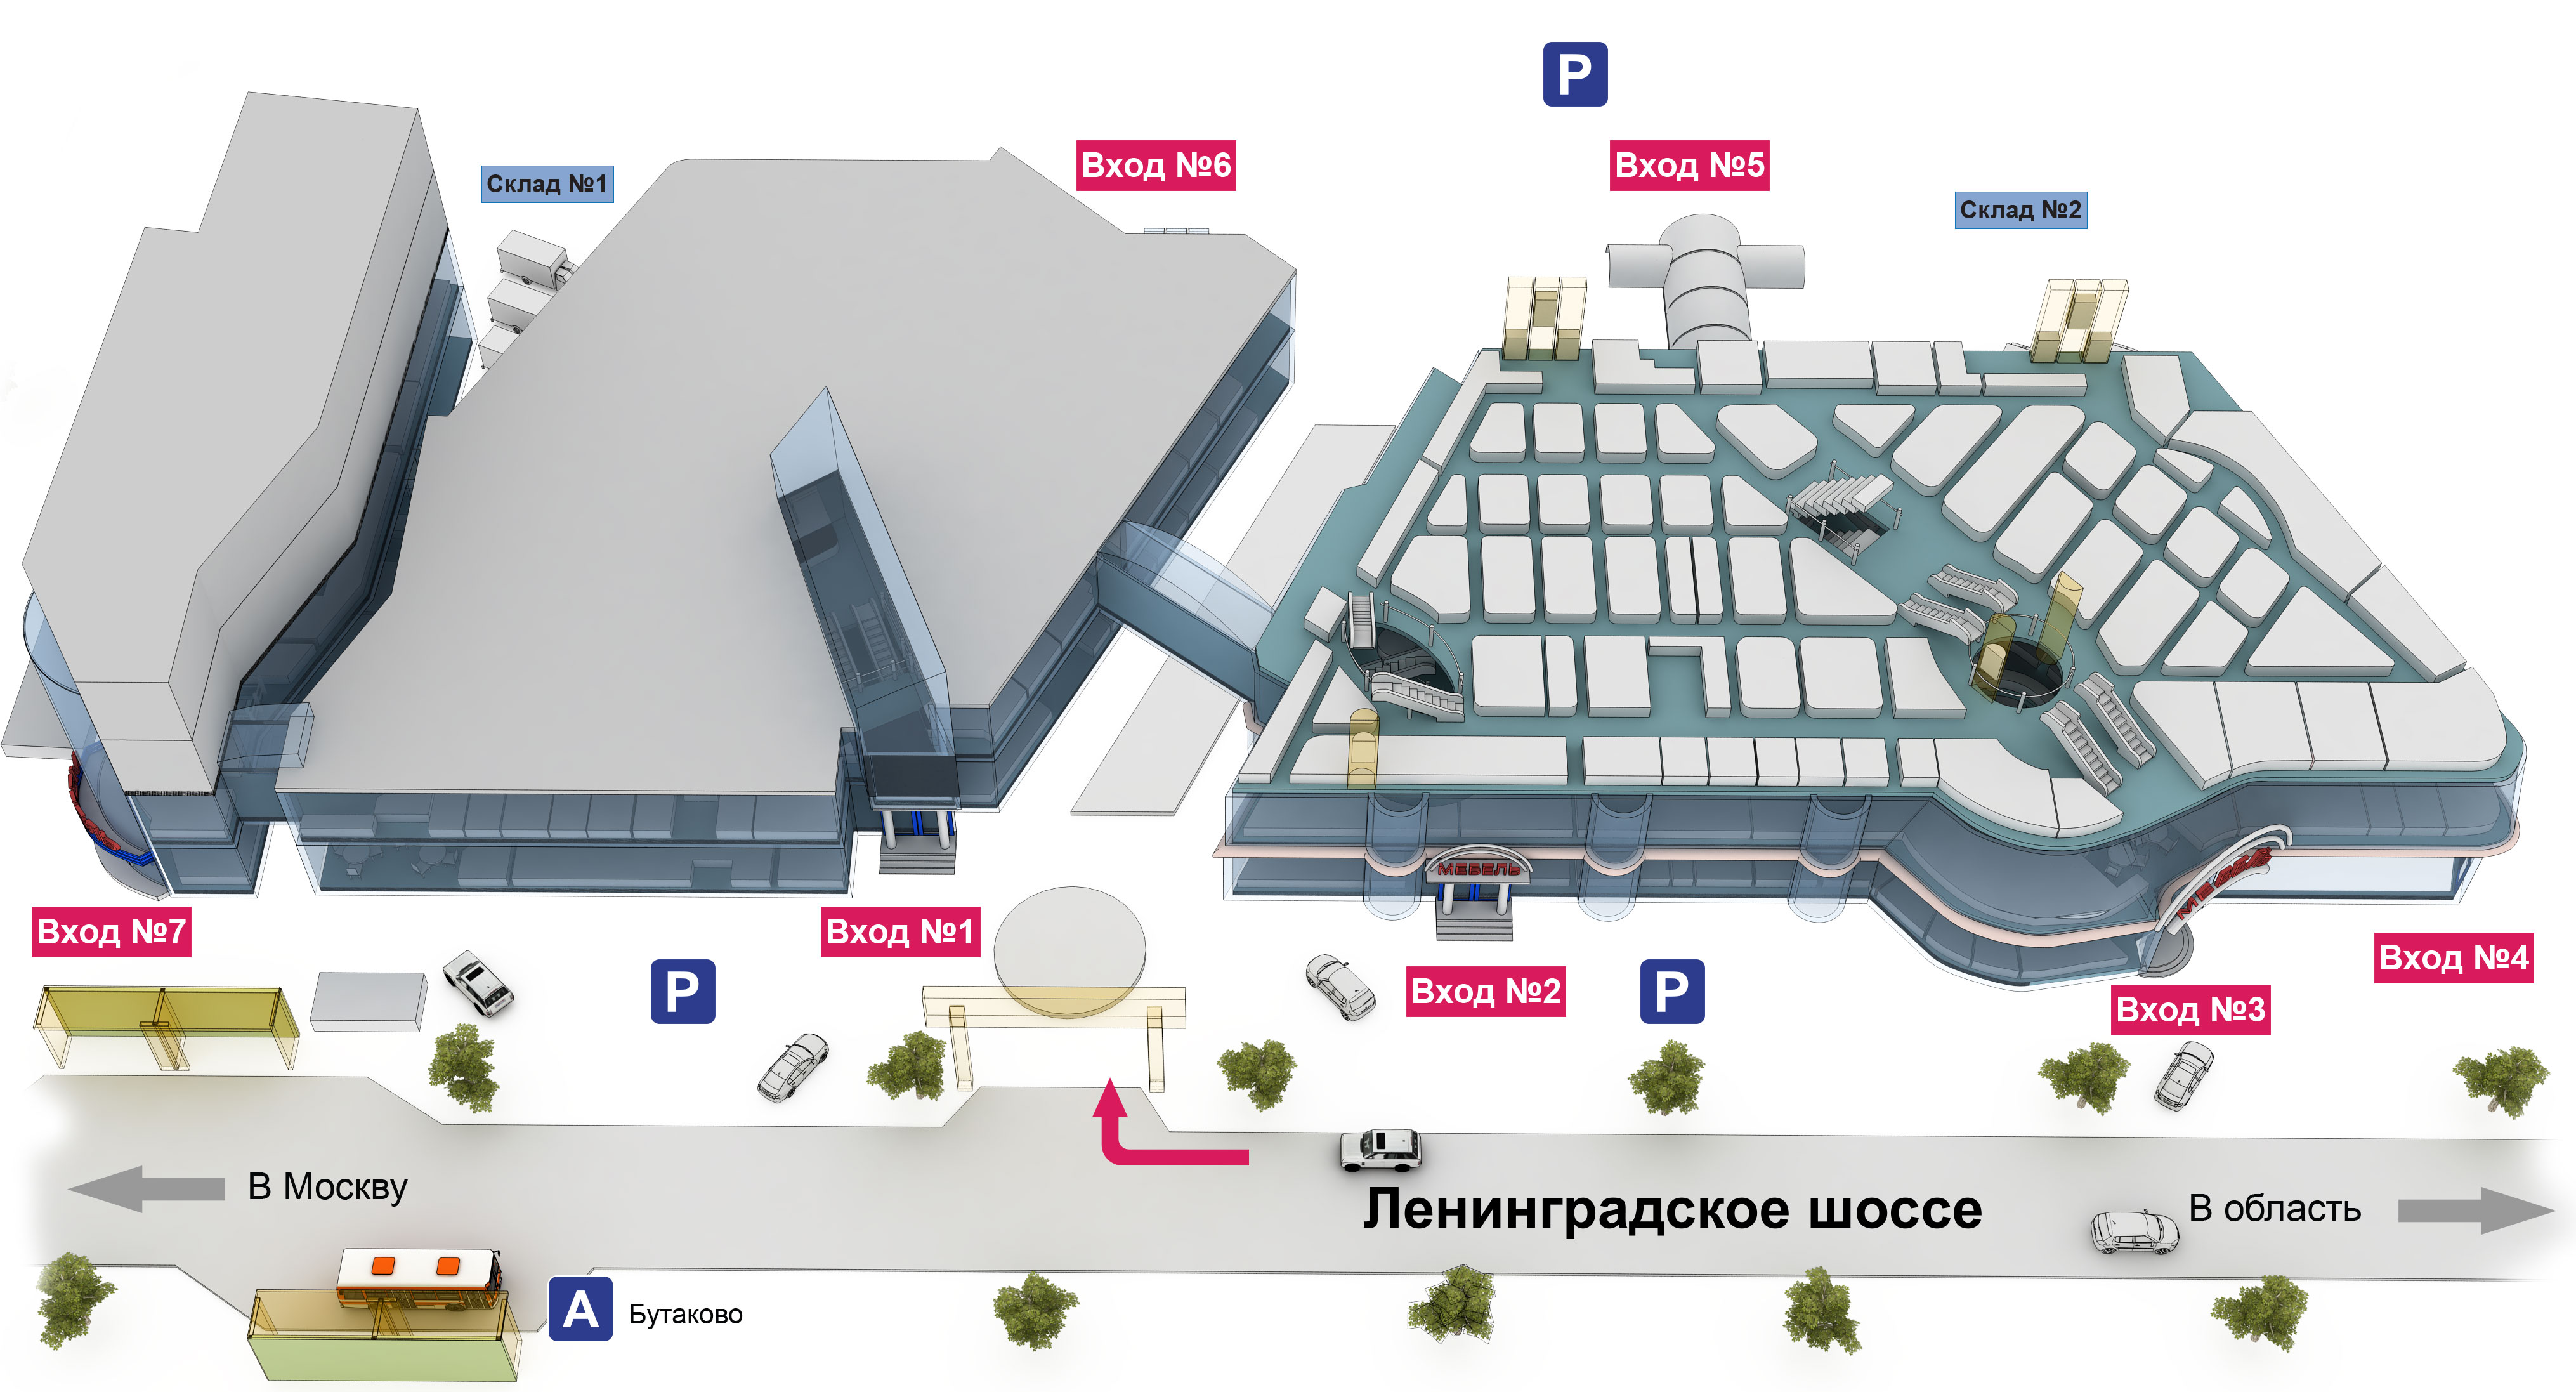 P
Вход №6
Вход №5
Склад №1
Склад №2
МЕБЕЛЬ
МЕБЕЛЬ
Вход №7
Вход №1
Вход №4
P
Вход №2
P
Вход №3
В Москву
Ленинградское шоссе
В область
А
Бутаково